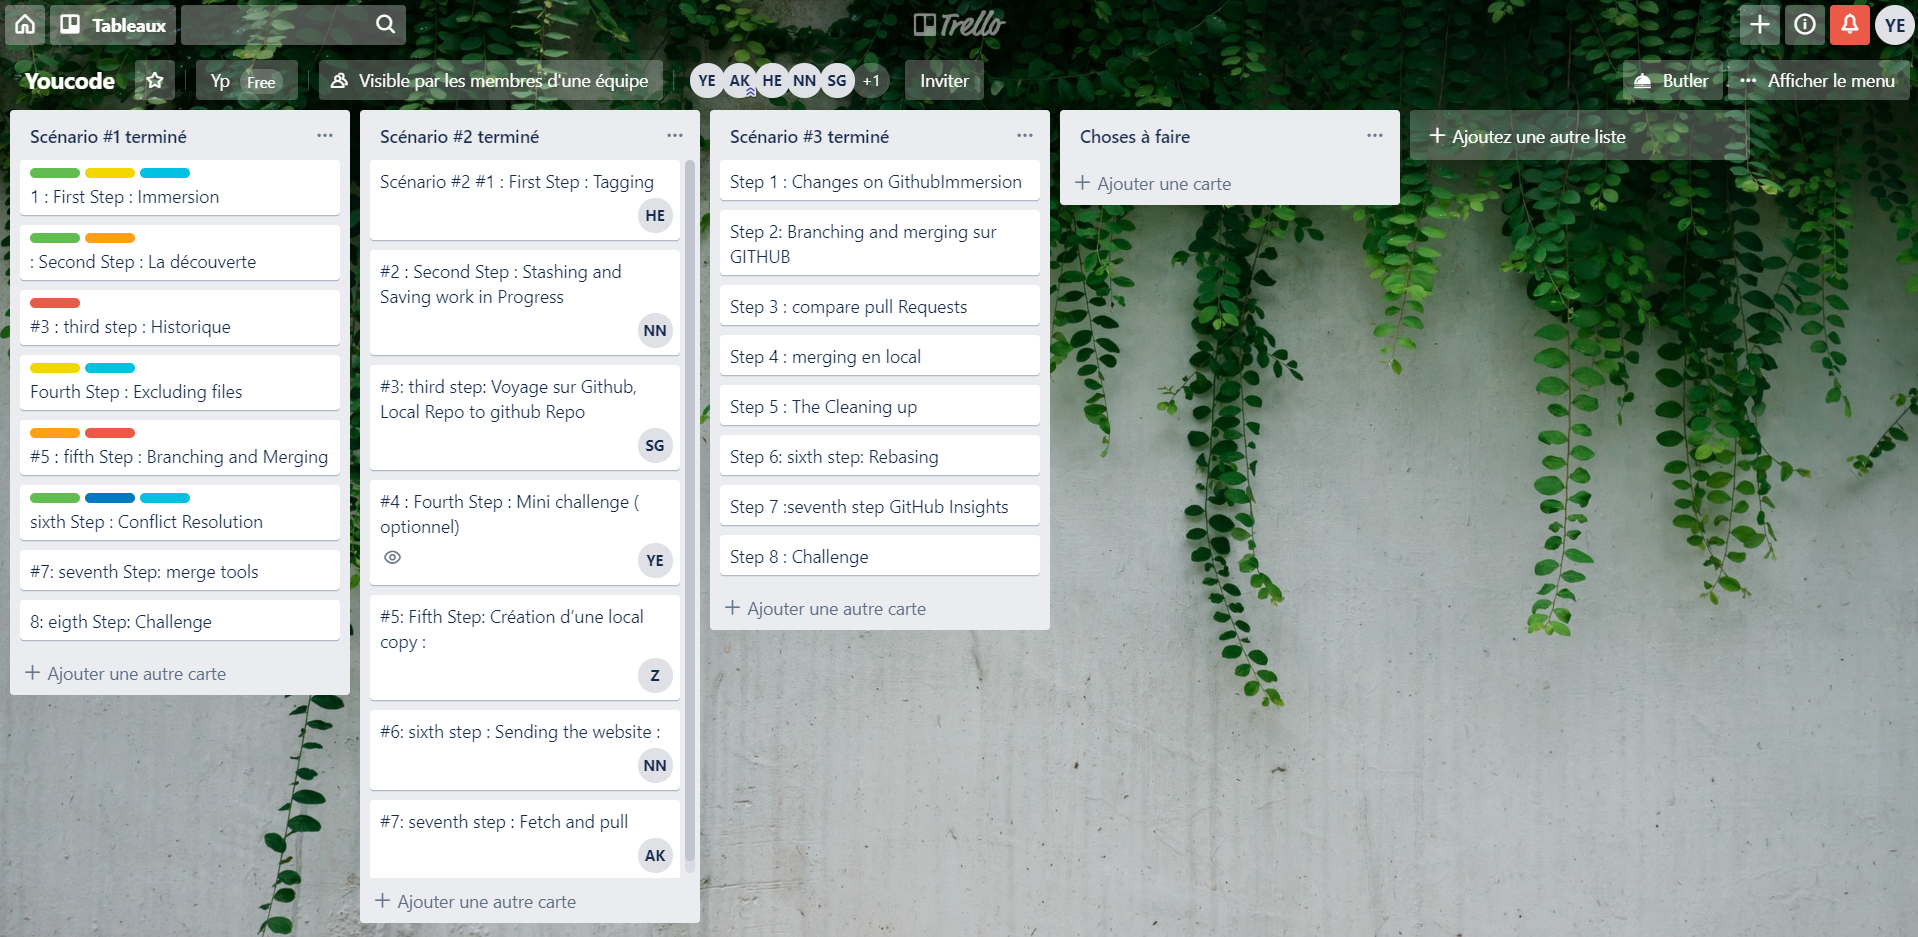 Tableaux
Trello
YE
Youcode
Yp Free
Visible par les membres d'une équipe
YE AK HE NN SG +1
Inviter
Butler
Afficher le menu
Scénario #1 terminé
1 : First Step : Immersion
: Second Step : La découverte
#3 : third step : Historique
Fourth Step : Excluding files
#5 : fifth Step : Branching and Merging
sixth Step : Conflict Resolution
#7: seventh Step: merge tools
8: eigth Step: Challenge
Ajouter une autre carte
Scénario #2 terminé
Scénario #2 #1 : First Step : Tagging
HE
#2 : Second Step : Stashing and
Saving work in Progress
NN
#3: third step: Voyage sur Github,
Local Repo to github Repo
SG
#4 : Fourth Step : Mini challenge (
optionnel)
YE
#5: Fifth Step: Création d’une local
copy :
Z
#6: sixth step : Sending the website :
NN
#7: seventh step : Fetch and pull
AK
Ajouter une autre carte
Scénario #3 terminé
Step 1 : Changes on GithubImmersion
Step 2: Branching and merging sur
GITHUB
Step 3 : compare pull Requests
Step 4 : merging en local
Step 5 : The Cleaning up
Step 6: sixth step: Rebasing
Step 7 :seventh step GitHub Insights
Step 8 : Challenge
Ajouter une autre carte
Choses à faire
Ajouter une carte
Ajoutez une autre liste